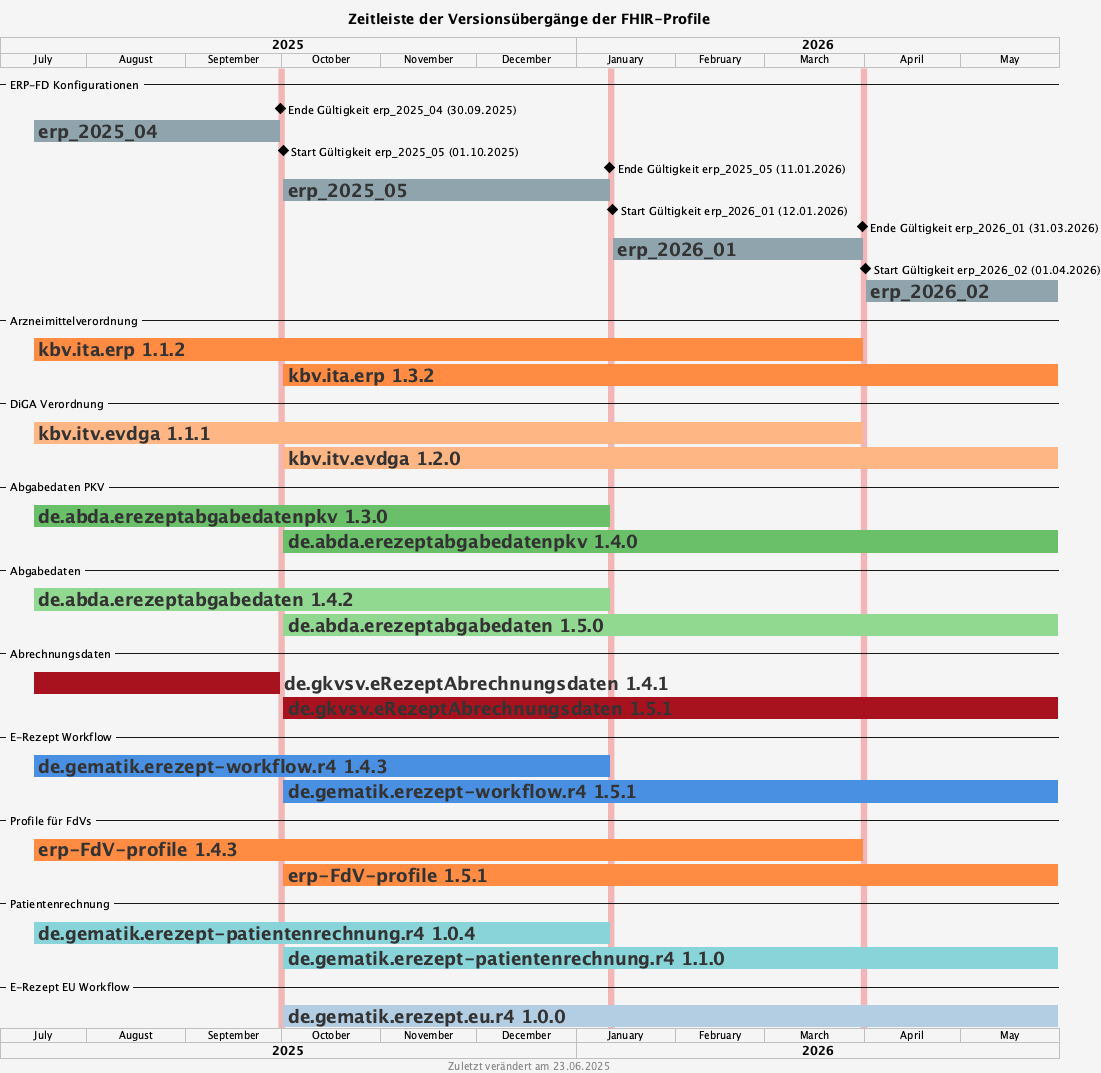 Zeitleiste der Versionsübergänge der FHIR-Profile
2025 2026
July August September October November December January February March April May
ERP-FD Konfigurationen
Ende Gültigkeit erp_2025_04 (30.09.2025)
erp_2025_04
Start Gültigkeit erp_2025_05 (01.10.2025)
Ende Gültigkeit erp_2025_05 (11.01.2026)
erp_2025_05
Start Gültigkeit erp_2026_01 (12.01.2026)
Ende Gültigkeit erp_2026_01 (31.03.2026)
erp_2026_01
Start Gültigkeit erp_2026_02 (01.04.2026)
erp_2026_02
Arzneimittelverordnung
kbv.ita.erp 1.1.2
kbv.ita.erp 1.3.2
DiGA Verordnung
kbv.itv.evdga 1.1.1
kbv.itv.evdga 1.2.0
Abgabedaten PKV
de.abda.erezeptabgabedatenpkv 1.3.0
de.abda.erezeptabgabedatenpkv 1.4.0
Abgabedaten
de.abda.erezeptabgabedaten 1.4.2
de.abda.erezeptabgabedaten 1.5.0
Abrechnungsdaten
de.gkvsv.eRezeptAbrechnungsdaten 1.4.1
de.gkvsv.eRezeptAbrechnungsdaten 1.5.1
E-Rezept Workflow
de.gematik.erezept-workflow.r4 1.4.3
de.gematik.erezept-workflow.r4 1.5.1
Profile für FdVs
erp-FdV-profile 1.4.3
erp-FdV-profile 1.5.1
Patientenrechnung
de.gematik.erezept-patientenrechnung.r4 1.0.4
de.gematik.erezept-patientenrechnung.r4 1.1.0
E-Rezept EU Workflow
de.gematik.erezept.eu.r4 1.0.0
July August September October November December January February March April May
2025 2026
Zuletzt verändert am 23.06.2025